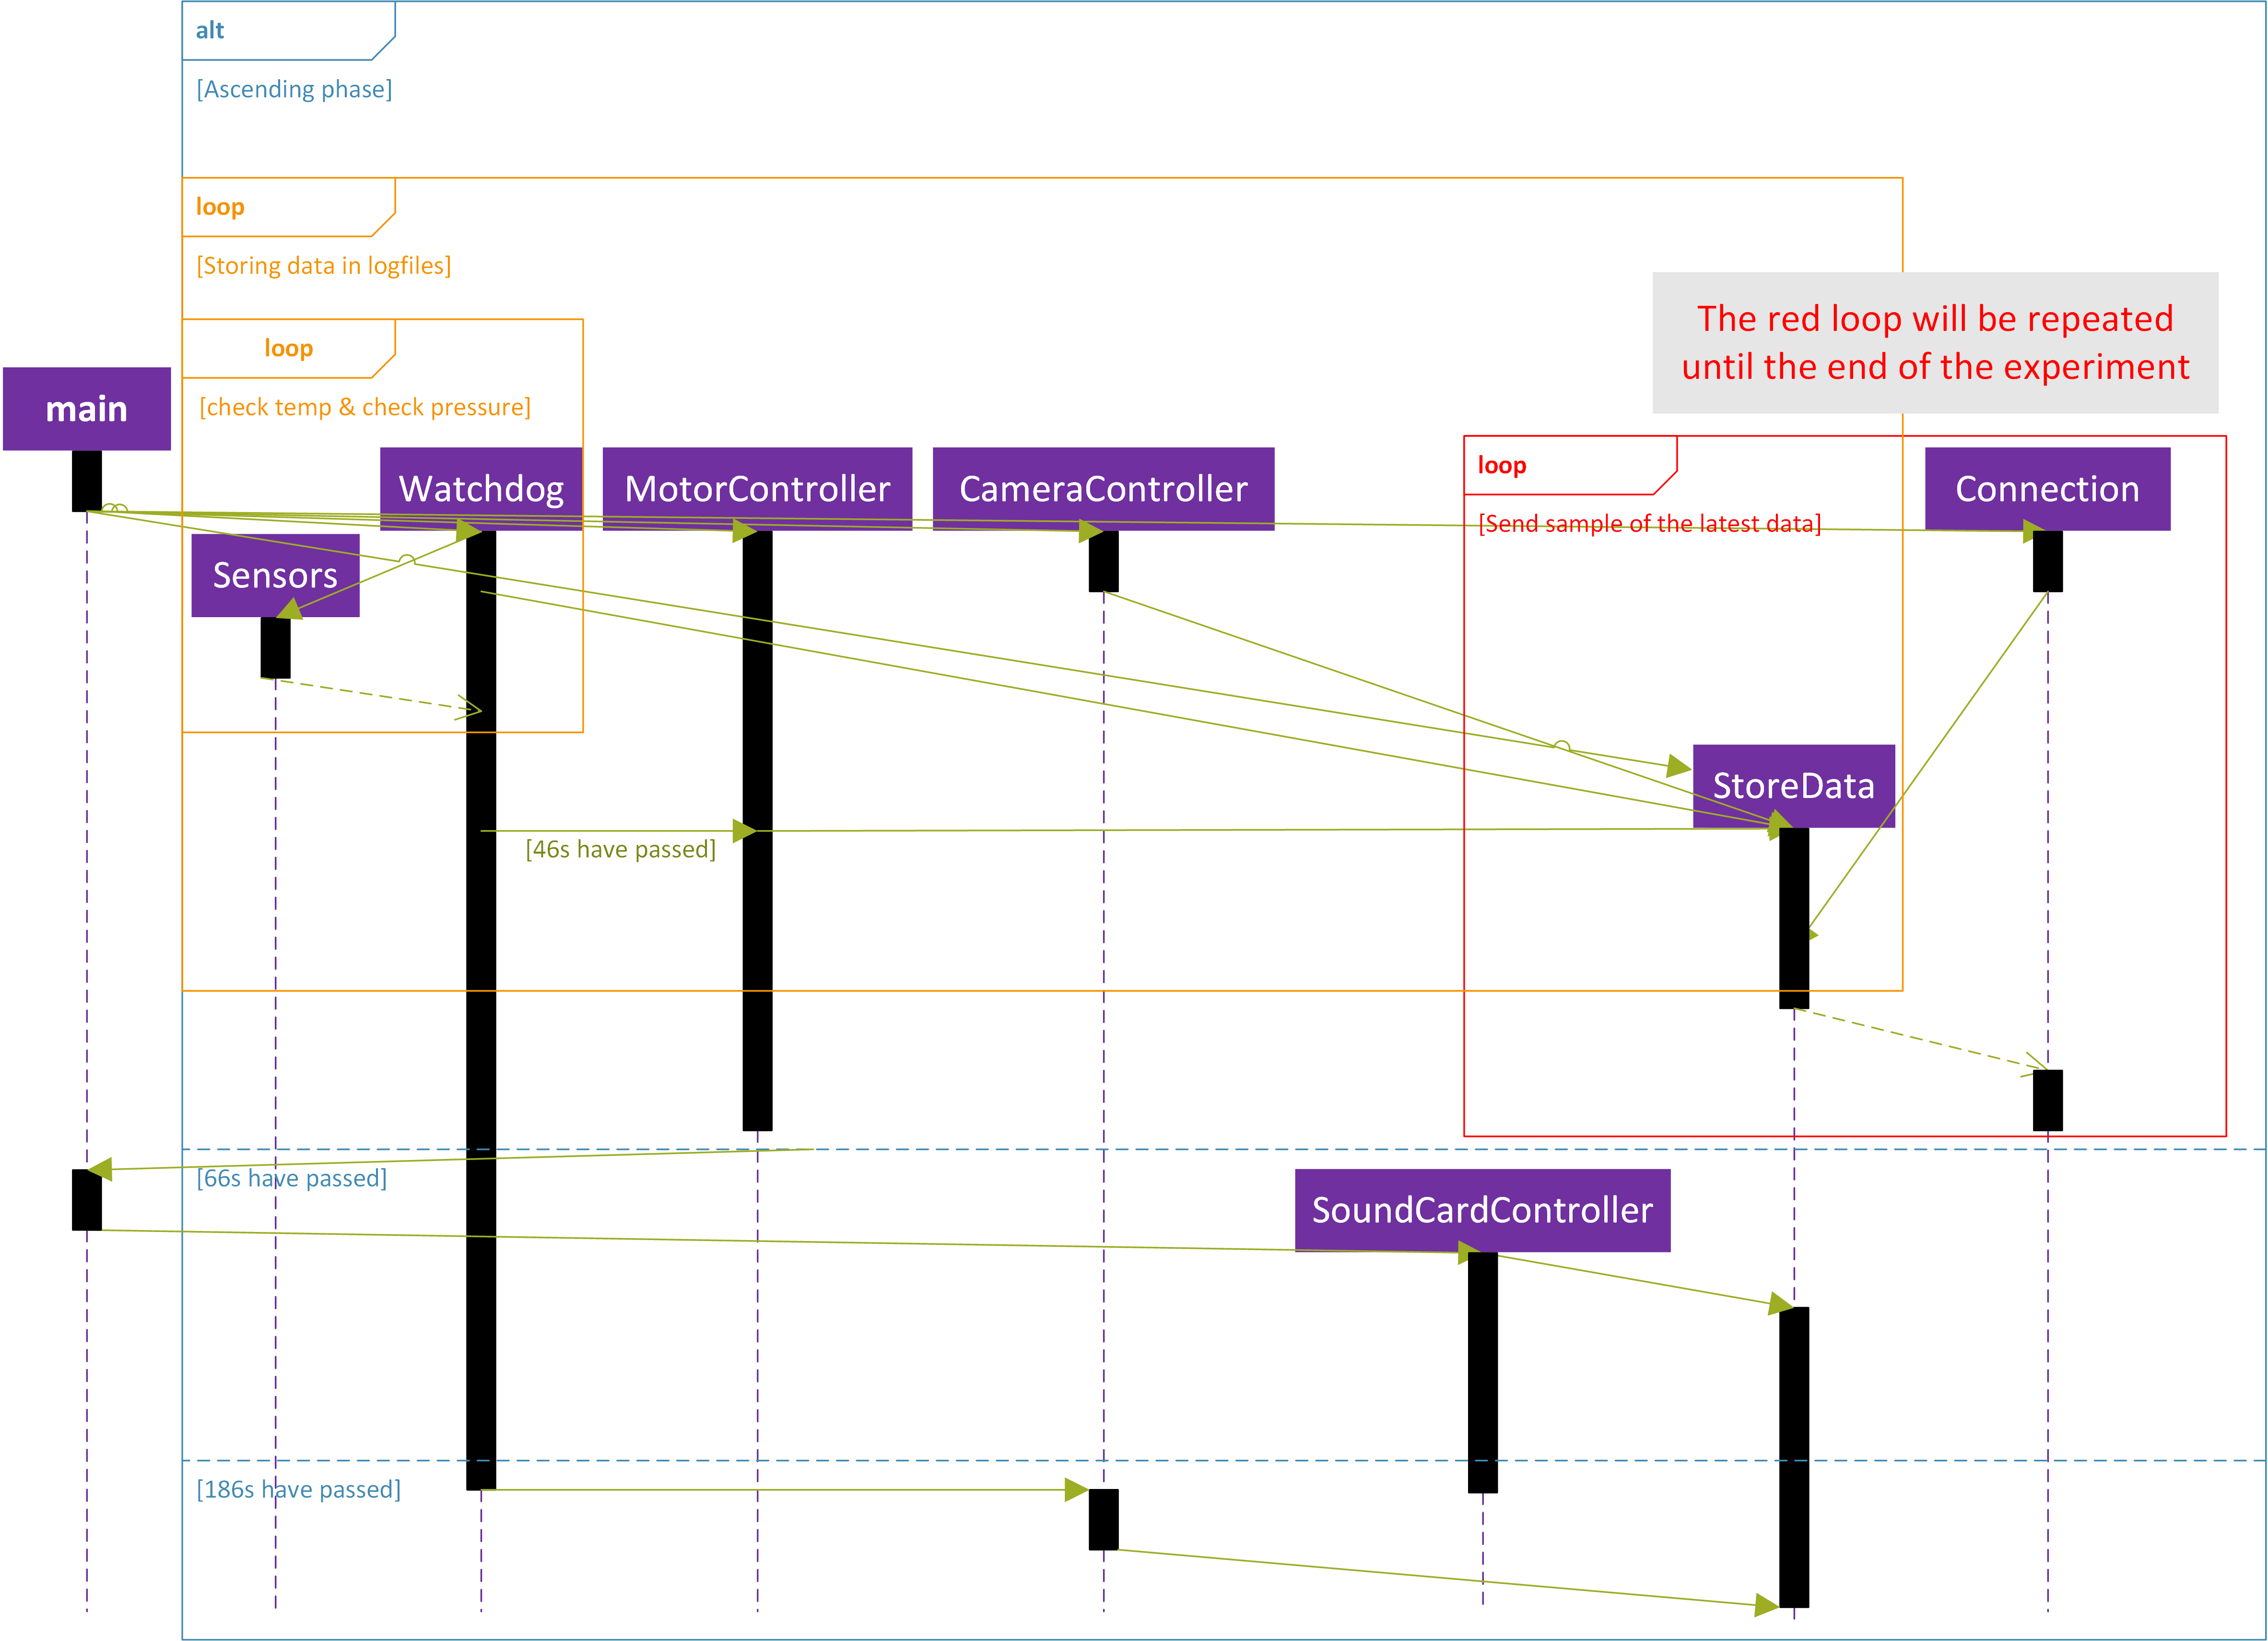 alt
[Ascending phase]
loop
[Storing data in logfiles]
The red loop will be repeated
until the end of the experiment
loop
[check temp & check pressure]
main
Watchdog
MotorController
CameraController
loop
Connection
[Send sample of the latest data]
Sensors
StoreData
[46s have passed]
[66s have passed]
SoundCardController
[186s have passed]